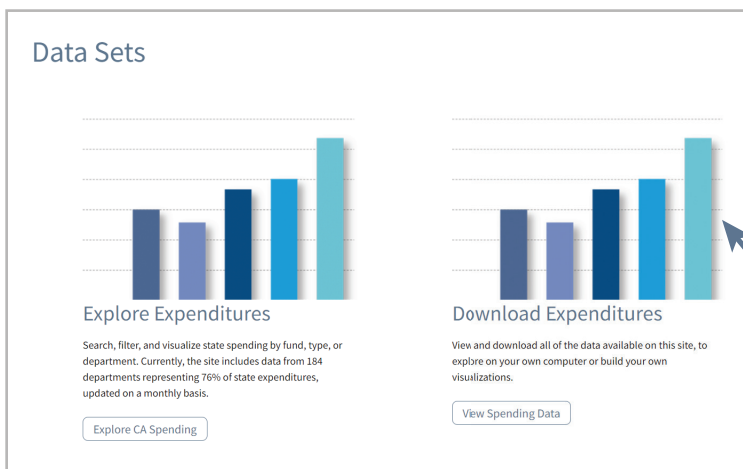 Data Sets
Explore Expenditures
Search, filter, and visualize state spending by fund, type, or
department. Currently, the site includes data from 184
departments representing 76% of state expenditures,
updated on a monthly basis.
Explore CA Spending
Download Expenditures
View and download all of the data available on this site, to
explore on your own computer or build your own
visualizations.
View Spending Data